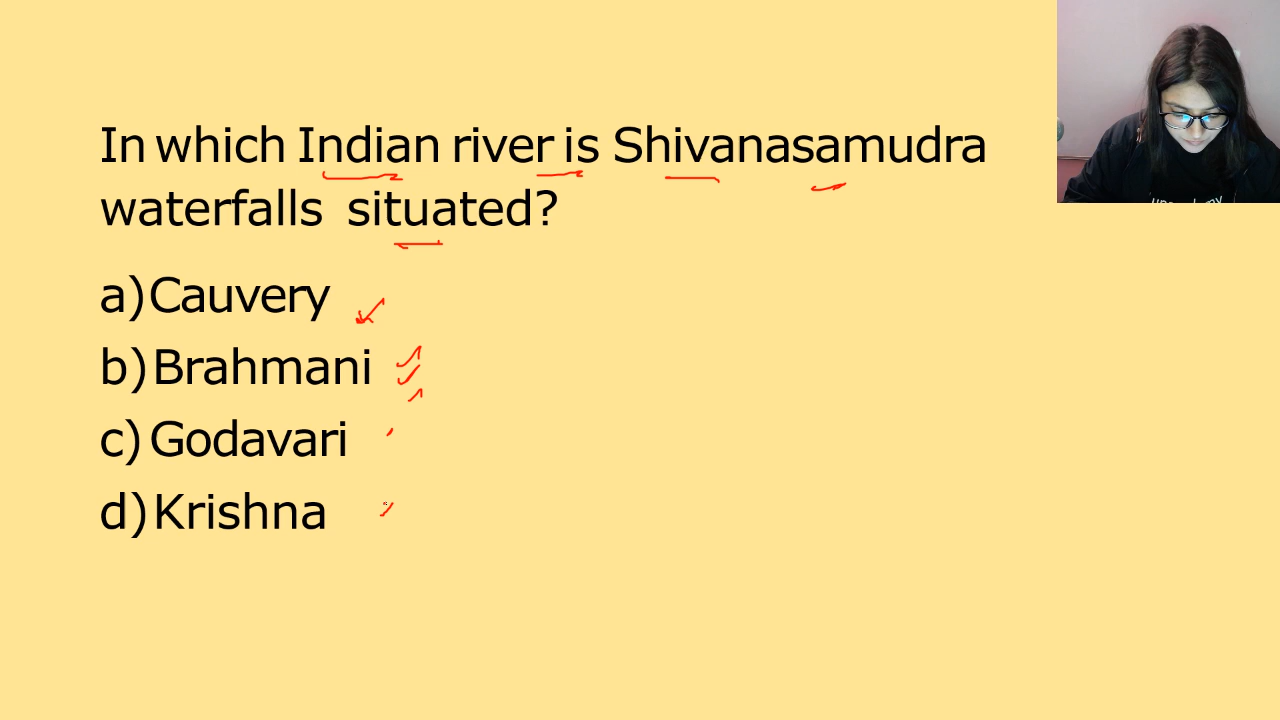 In which Indian river is Shivanasamudra
waterfalls situated?
a) Cauvery
b) Brahmani
c) Godavari
d) Krishna